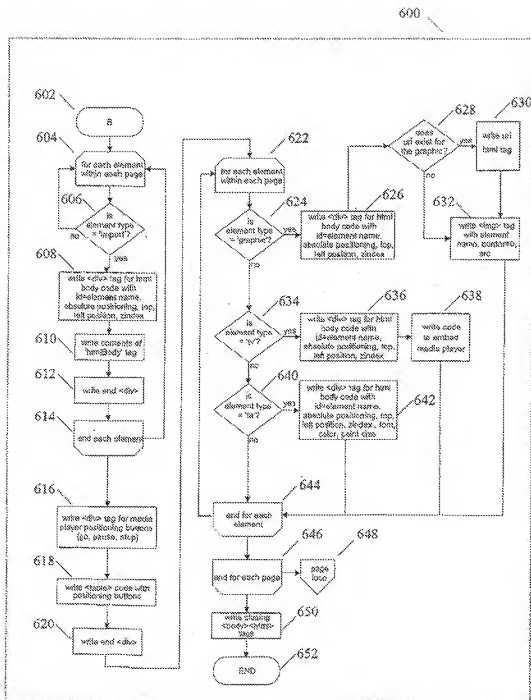 600
602
B
604
for each element
within each page
606
is
element type
= 'import'?
no
yes
608
write <div> tag for html
body code with
id=element name,
absolute positioning, top,
left position, zindex
610
write contents of
'htmlBody' tag
612
write end <div>
614
end each element
616
write <div> tag for media
player positioning buttons
(go, pause, stop)
618
write <table> code with
positioning buttons
620
write end <div>
622
for each element
within each page
624
is
element type
= 'graphic'?
yes
no
626
write <div> tag for html
body code with
id=element name,
absolute positioning, top,
left position, zindex
628
does
url exist for
the graphic?
yes
no
630
write url
html tag
632
write <img> tag
with element
name, border=0,
src
634
is
element type
= 'tv'?
yes
no
636
write <div> tag for html
body code with
id=element name,
absolute positioning, top,
left position, zindex
638
write code
to embed
media player
640
is
element type
yes
no
642
write <div> tag for html
body code with
id=element name,
absolute positioning, top,
left position, zindex, font,
color, point size
644
end for each
element
646
end for each page
648
page
loop
650
write closing
tags
END
652